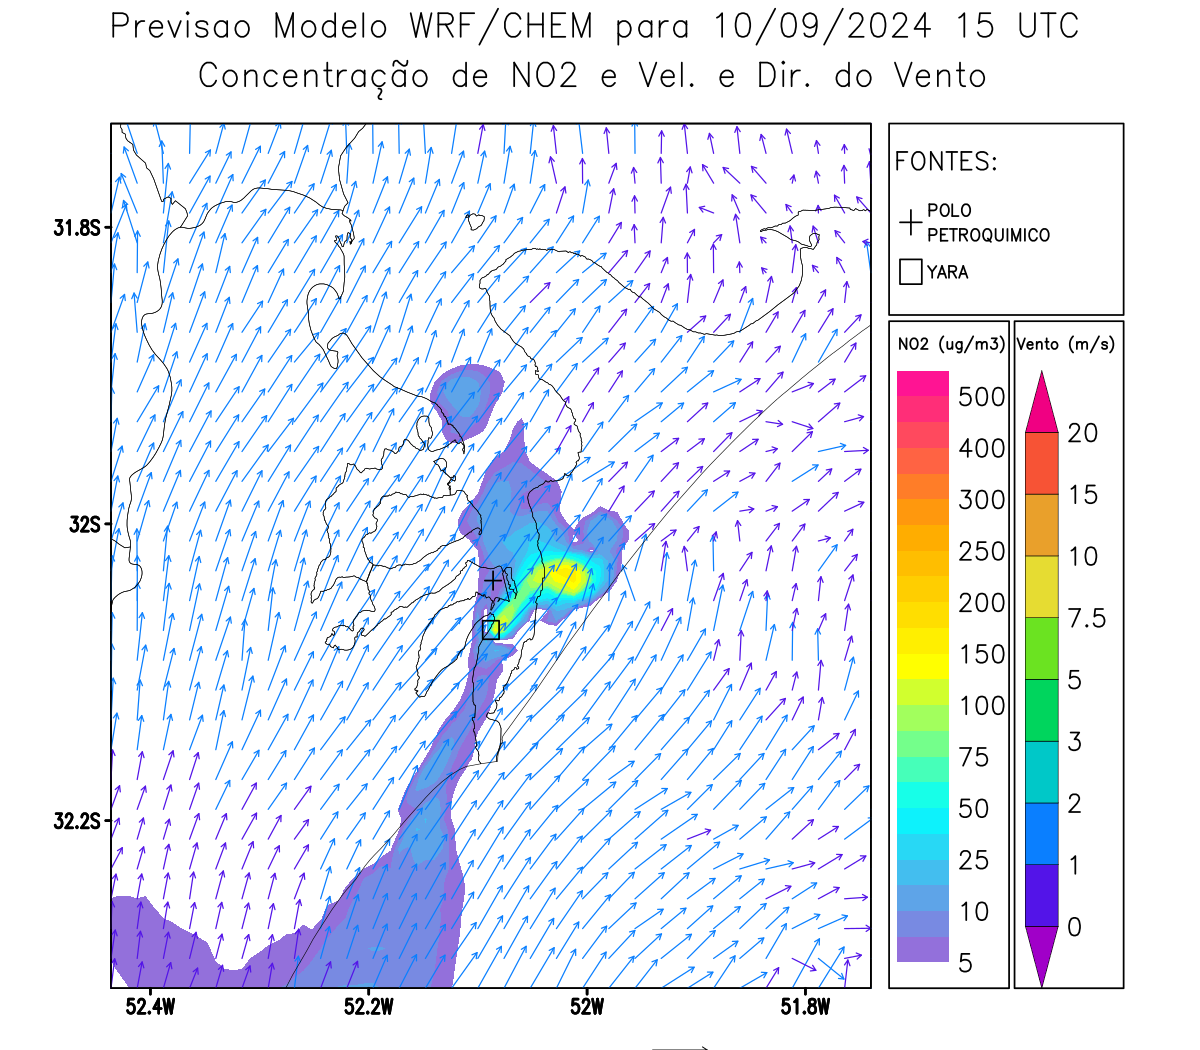 Previsao Modelo WRF/CHEM para 10/09/2024 15 UTC
Concentração de NO2 e Vel. e Dir. do Vento
FONTES:
POLO
PETROQUIMICO
YARA
31.8S
32S
32.2S
52.4W
52.2W
52W
51.8W
NO2 (ug/m3)
500
400
300
250
200
150
100
75
50
25
10
5
Vento (m/s)
20
15
10
7.5
5
3
2
1
0